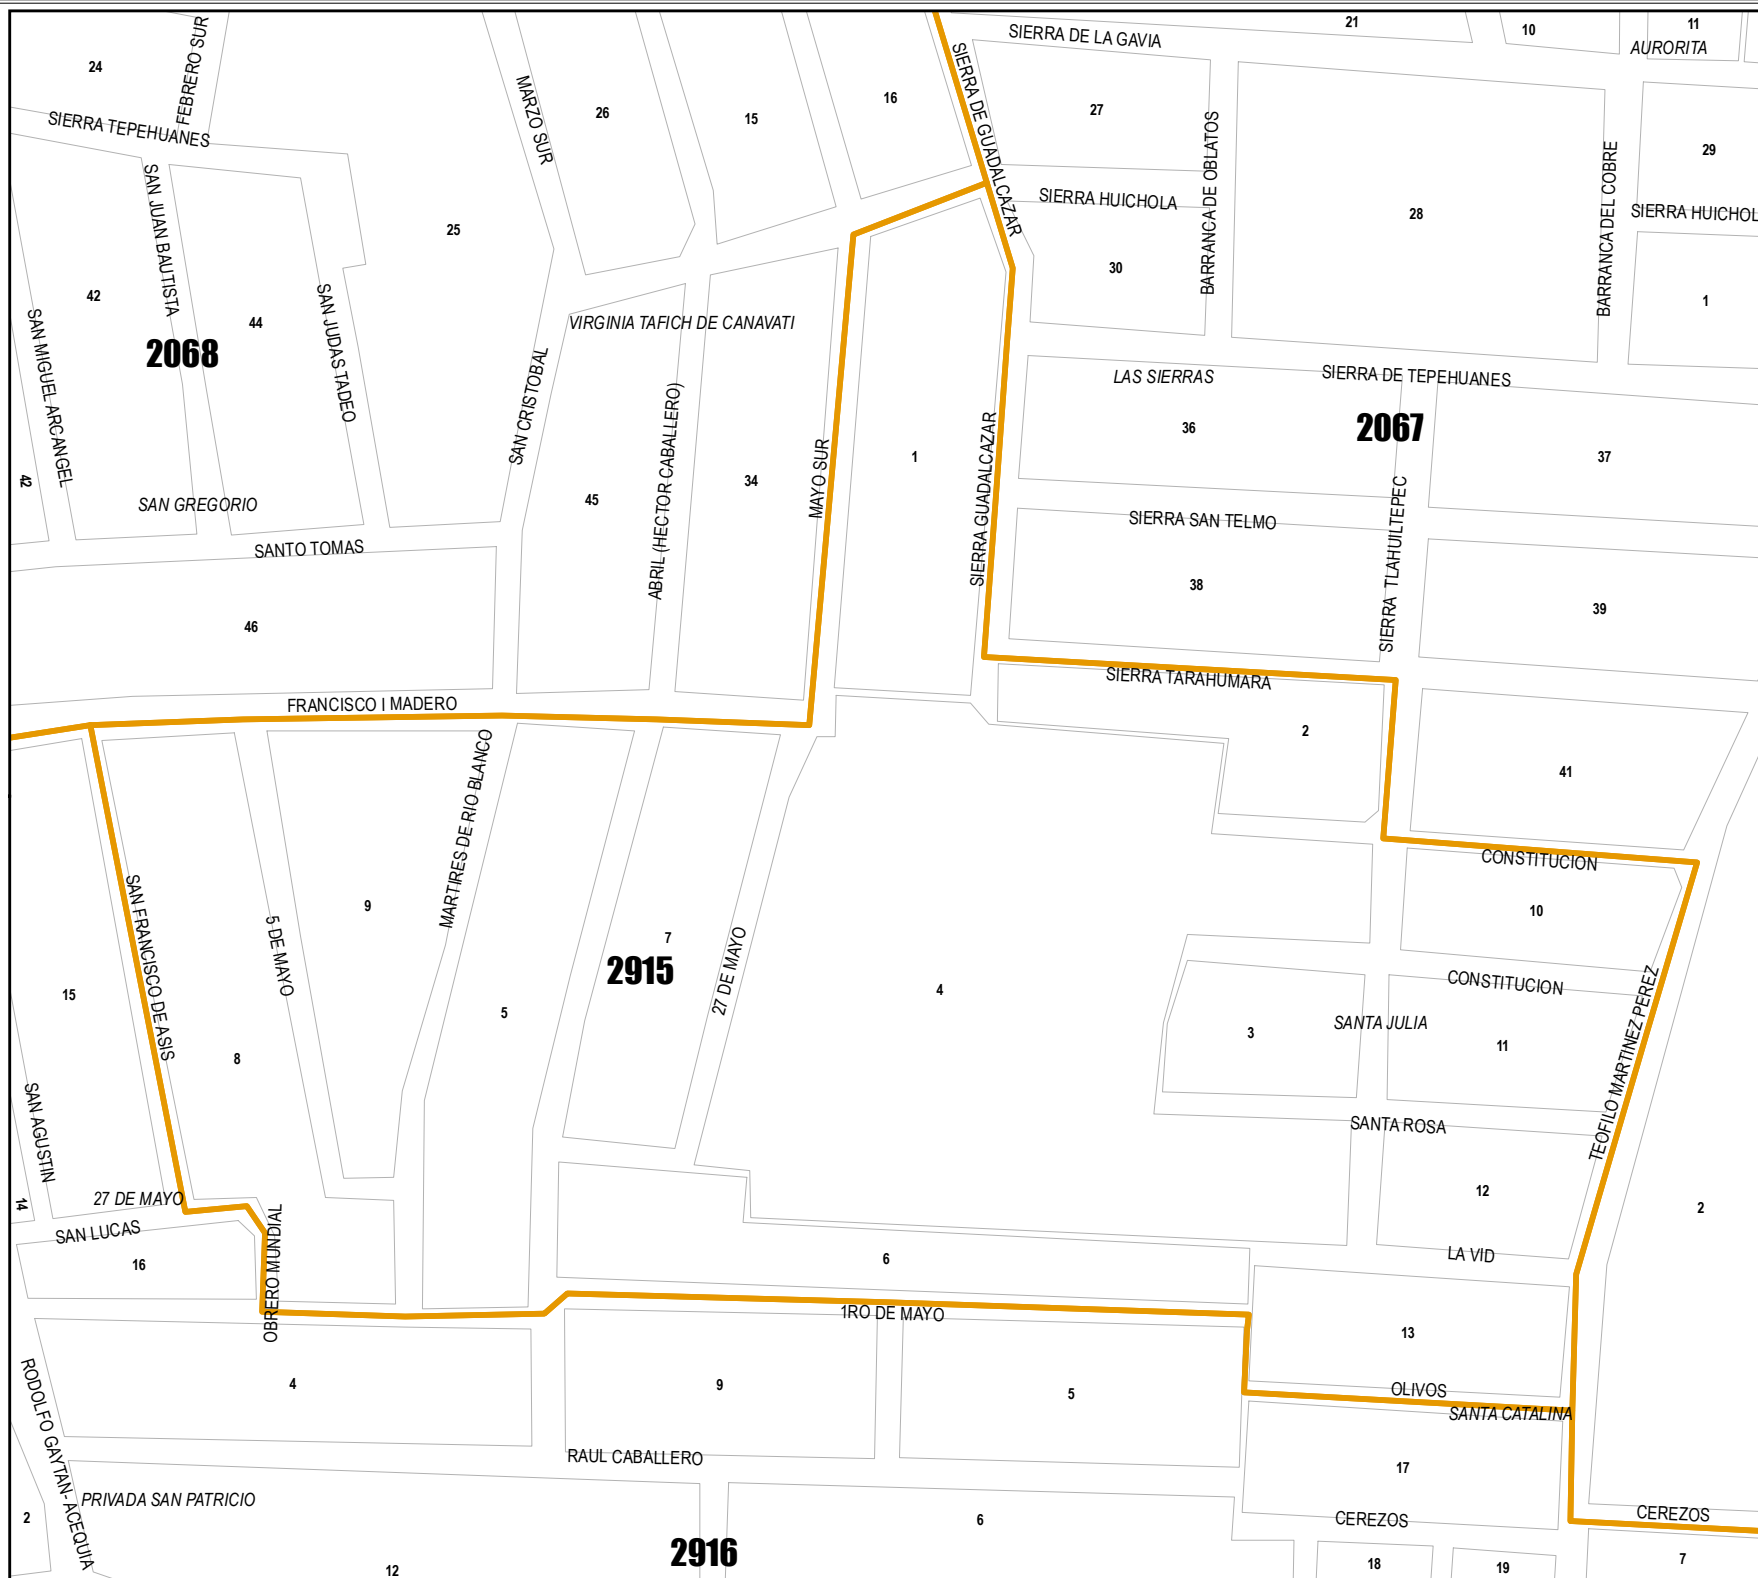 21
10
11
SIERRA DE LA GAVIA
AURORITA
24
FEBRERO SUR
SIERRA TEPEHUANES
MARZO SUR
26
15
16
SIERRA DE GUADALCAZAR
27
BARRANCA DE OBLATOS
BARRANCA DEL COBRE
29
SIERRA HUICHOLA
28
SIERRA HUICHOL
SAN JUAN BAUTISTA
25
30
1
42
44
SAN JUDAS TADEO
VIRGINIA TAFICH DE CANAVATI
SAN MIGUEL ARCANGEL
2068
SAN CRISTOBAL
ABRIL (HECTOR CABALLERO)
LAS SIERRAS
SIERRA DE TEPEHUANES
2067
36
37
1
MAYO SUR
SIERRA GUADALCAZAR
42
45
34
SAN GREGORIO
SIERRA SAN TELMO
SIERRA TLAHUILTEPEC
SANTO TOMAS
38
39
46
SIERRA TARAHUMARA
FRANCISCO I MADERO
2
41
MARTIRES DE RIO BLANCO
CONSTITUCION
SAN FRANCISCO DE ASIS
5 DE MAYO
9
10
7
27 DE MAYO
2915
CONSTITUCION
15
4
TEOFILO MARTINEZ PEREZ
5
SANTA JULIA
3
11
8
SAN AGUSTIN
SANTA ROSA
12
14
27 DE MAYO
SAN LUCAS
2
OBRERO MUNDIAL
LA VID
16
6
1RO DE MAYO
13
RODOLFO GAYTAN- ACEQUIA
4
9
5
OLIVOS
SANTA CATALINA
RAUL CABALLERO
17
PRIVADA SAN PATRICIO
2
6
CEREZOS
CEREZOS
2916
12
18
19
7